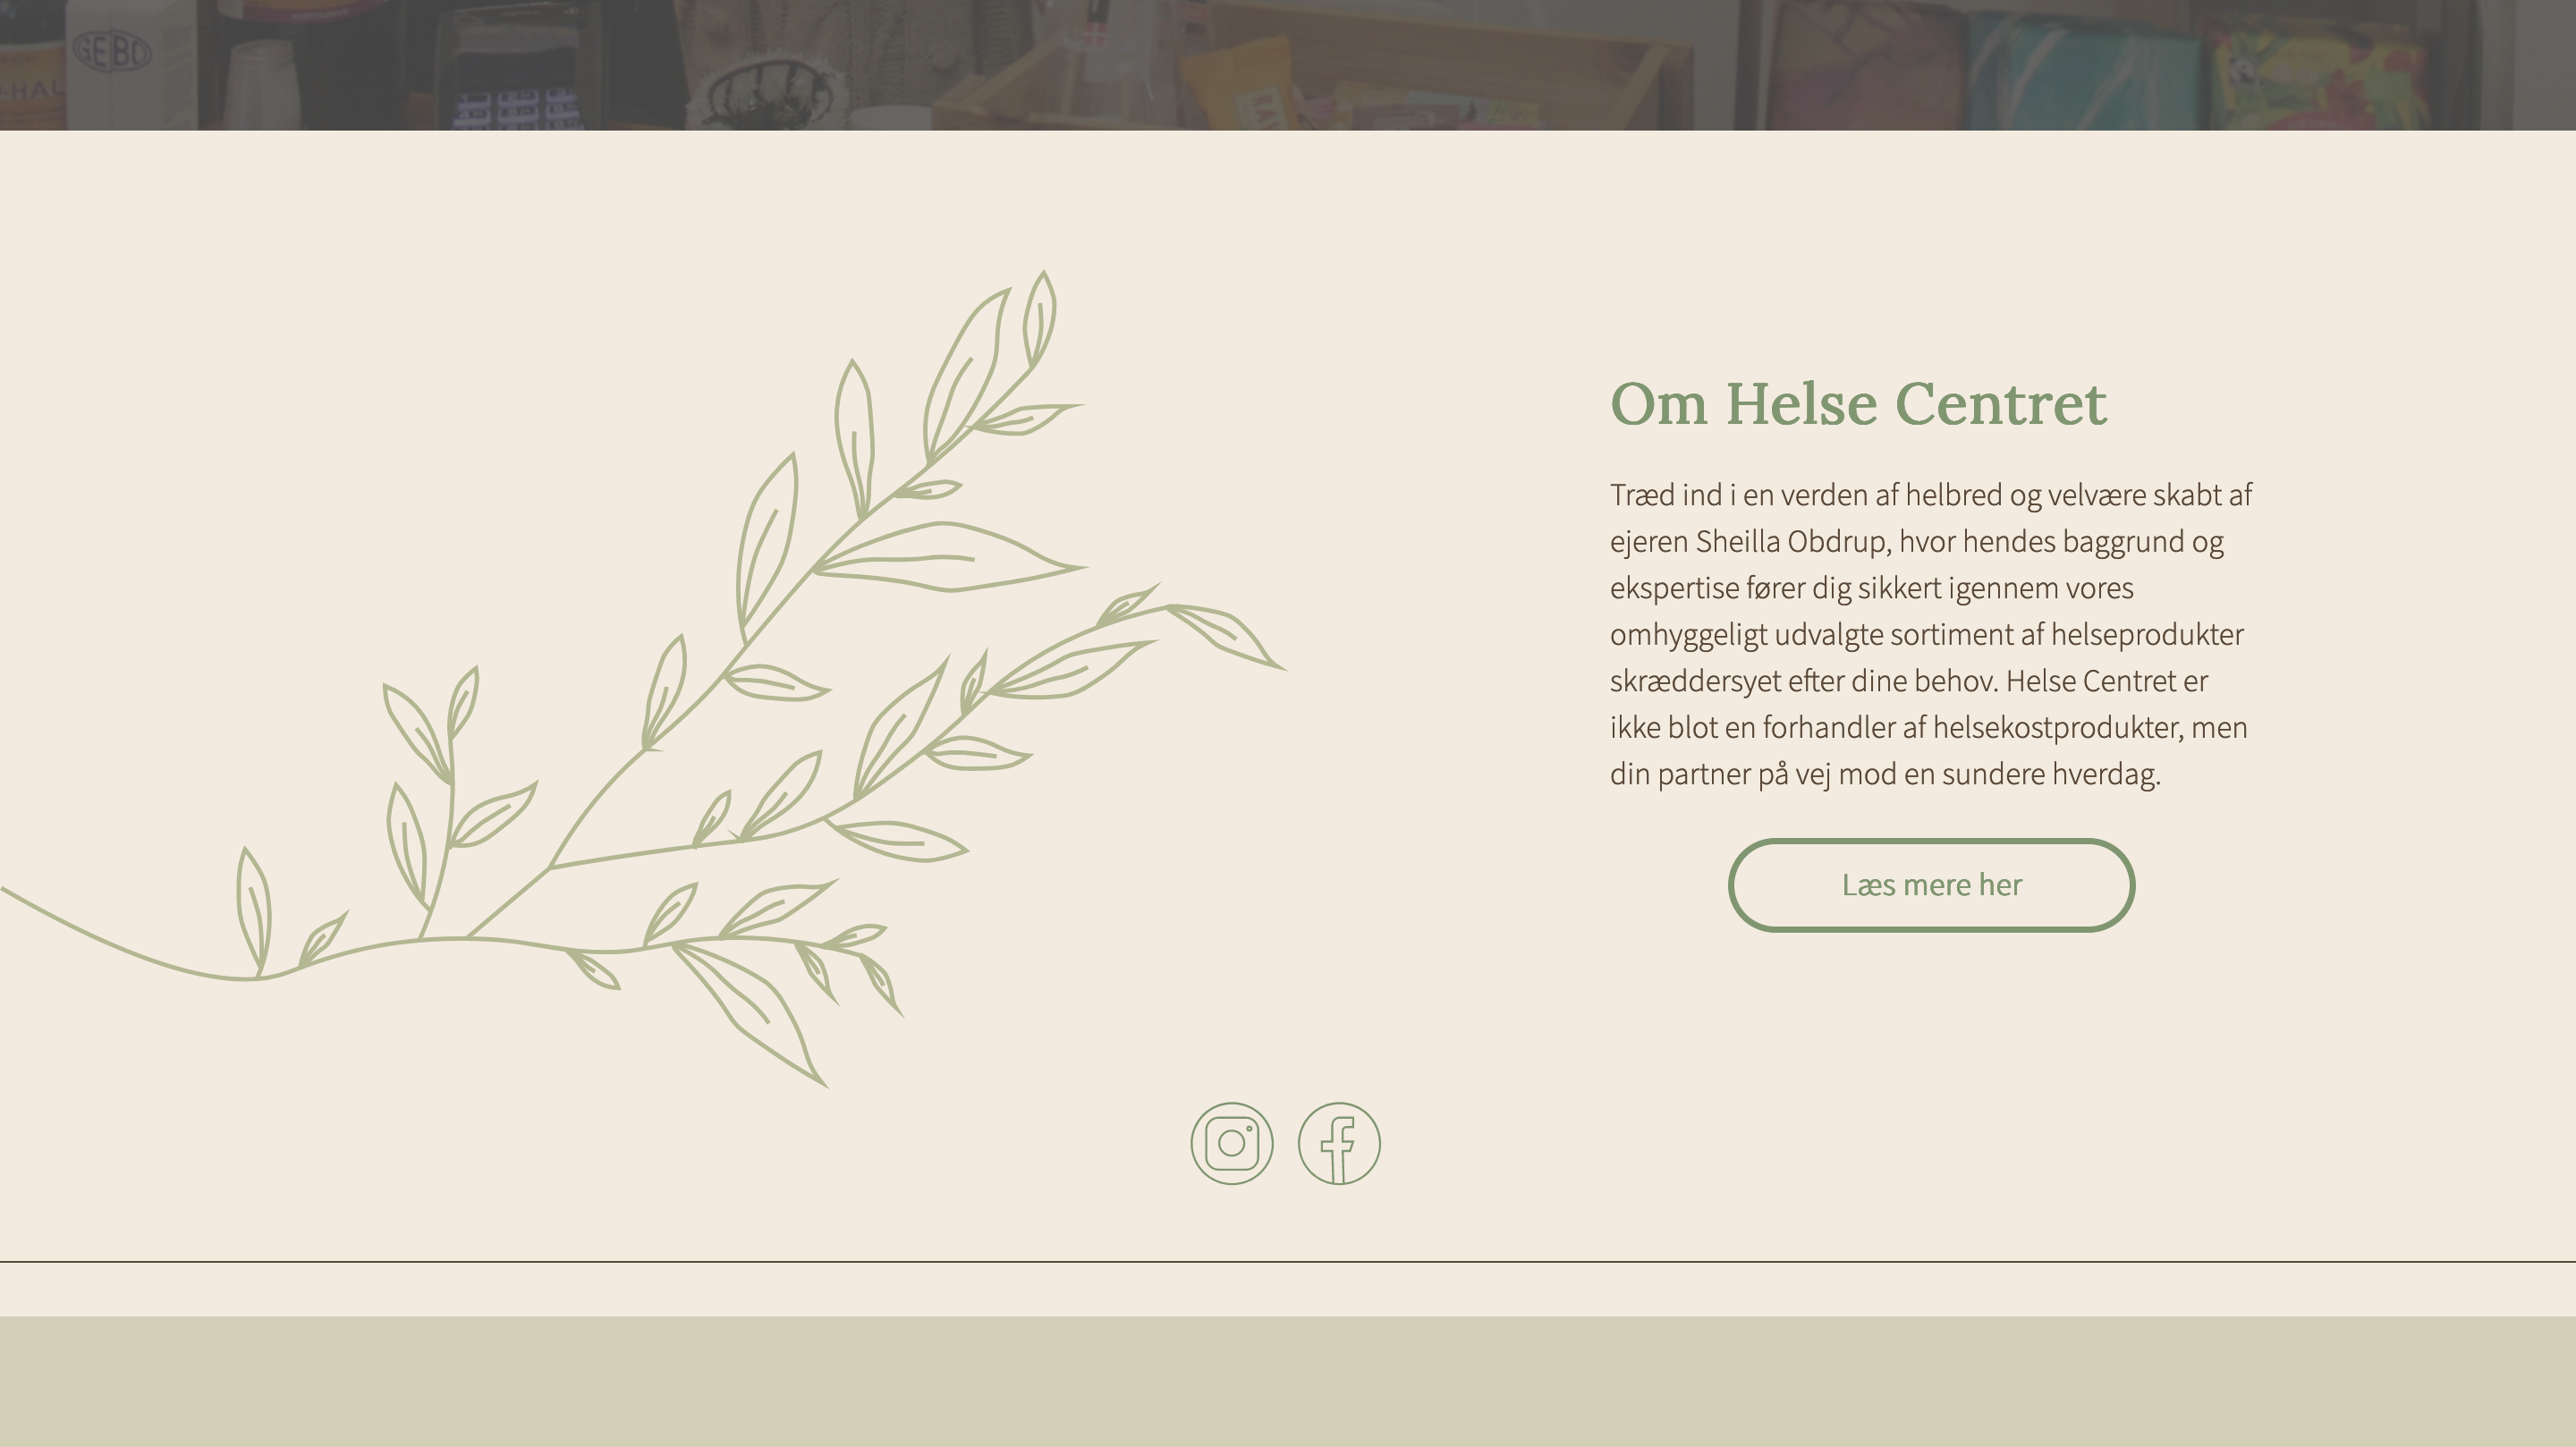 GEBO
-HAL
Om Helse Centret
Træd ind i en verden af helbred og velvære skabt af
ejeren Sheilla Obdrup, hvor hendes baggrund og
ekspertise fører dig sikkert igennem vores
omhyggeligt udvalgte sortiment af helseprodukter
skræddersyet efter dine behov. Helse Centret er
ikke blot en forhandler af helsekostprodukter, men
din partner på vej mod en sundere hverdag.
Læs mere her